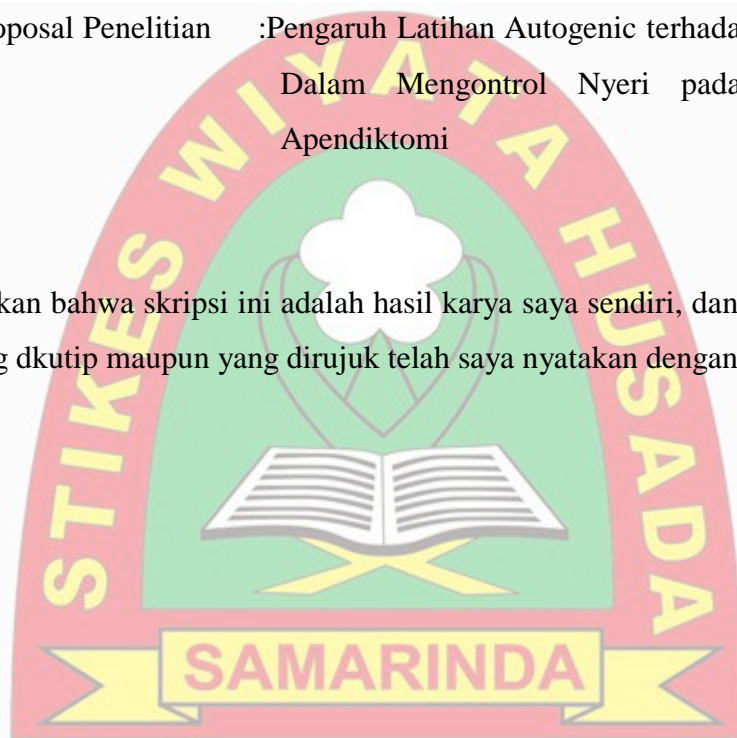 oposal Penelitian :Pengaruh Latihan Autogenic terhada
Dalam Mengontrol Nyeri pada
Apendiktomi
STIKES WIYATA HUSADA
kan bahwa skripsi ini adalah hasil karya saya sendiri, dan
g dkutip maupun yang dirujuk telah saya nyatakan dengan
SAMARINDA